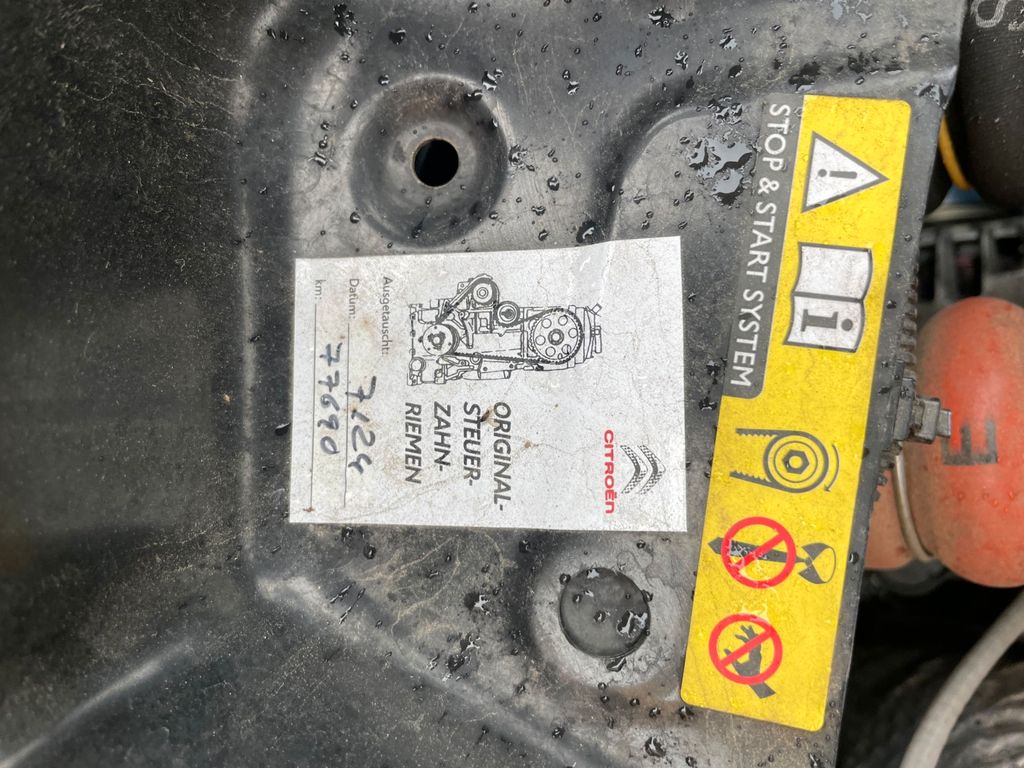 STOP & START SYSTEM
CITROËN
ORIGINAL-
STEUER-
ZAHN-
RIEMEN
Ausgetauscht:
Datum: 7/24
km: 77690
E